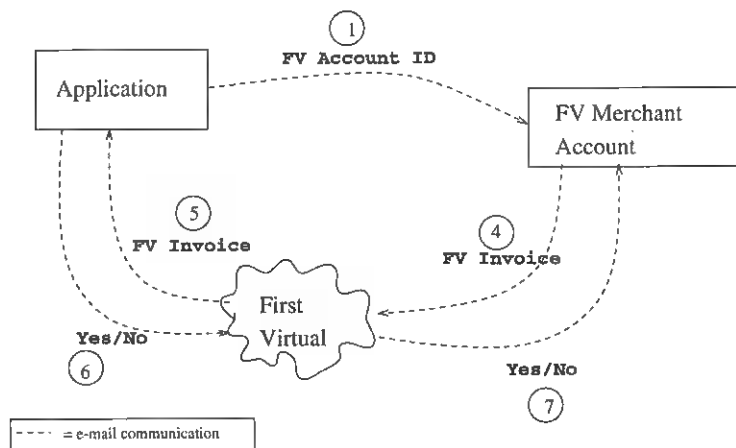 1
FV Account ID
Application
FV Merchant
Account
5
FV Invoice
4
FV Invoice
First
Virtual
Yes/No
6
Yes/No
7
= e-mail communication